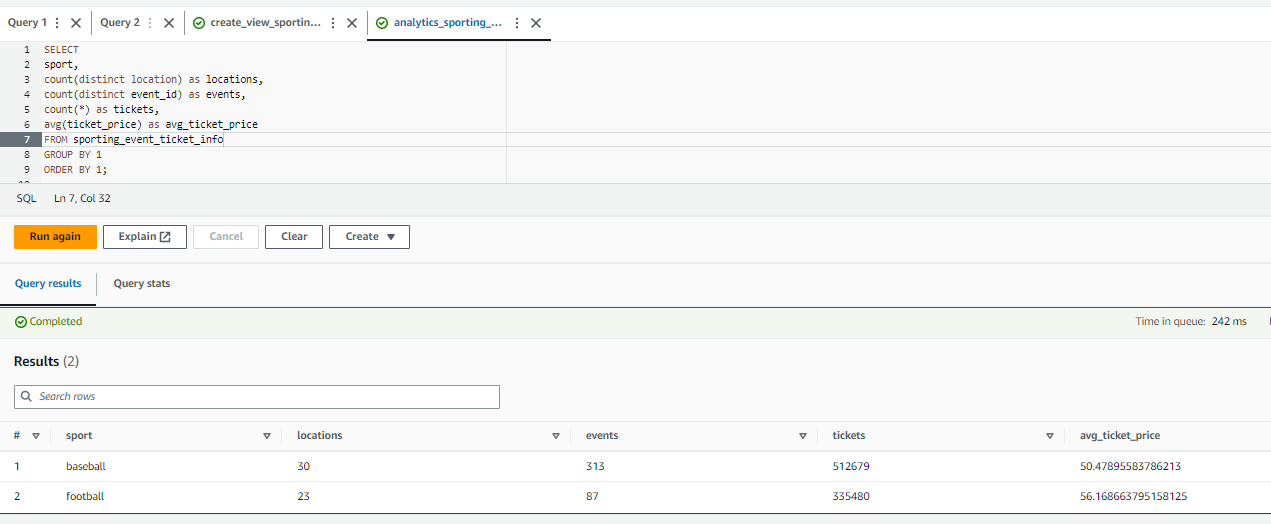 Query 1 Query 2 create_view_sportin... analytics_sporting_...
1 SELECT
2 sport,
3 count(distinct location) as locations,
4 count(distinct event_id) as events,
5 count(*) as tickets,
6 avg(ticket_price) as avg_ticket_price
7 FROM sporting_event_ticket_info
8 GROUP BY 1
9 ORDER BY 1;
SQL Ln 7, Col 32
Run again Explain Cancel Clear Create
Query results Query stats
Completed Time in queue: 242 ms
Results (2)
Search rows
# sport locations events tickets avg_ticket_price
1 baseball 30 313 512679 50.47895583786213
2 football 23 87 335480 56.168663795158125